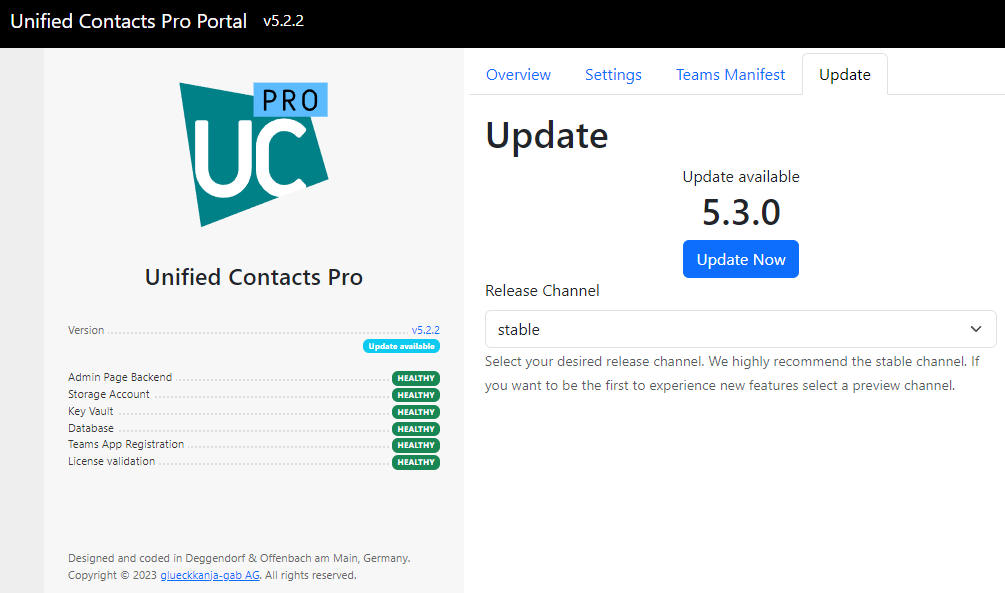 Unified Contacts Pro Portal v5.2.2
PRO
UC
Unified Contacts Pro
Version v5.2.2
Update available
Admin Page Backend HEALTHY
Storage Account HEALTHY
Key Vault HEALTHY
Database HEALTHY
Teams App Registration HEALTHY
License validation HEALTHY
Designed and coded in Deggendorf & Offenbach am Main, Germany.
Copyright © 2023 glueckkanja-gab AG. All rights reserved.
Overview Settings Teams Manifest Update
Update
Update available
5.3.0
Update Now
Release Channel
stable
Select your desired release channel. We highly recommend the stable channel. If
you want to be the first to experience new features select a preview channel.